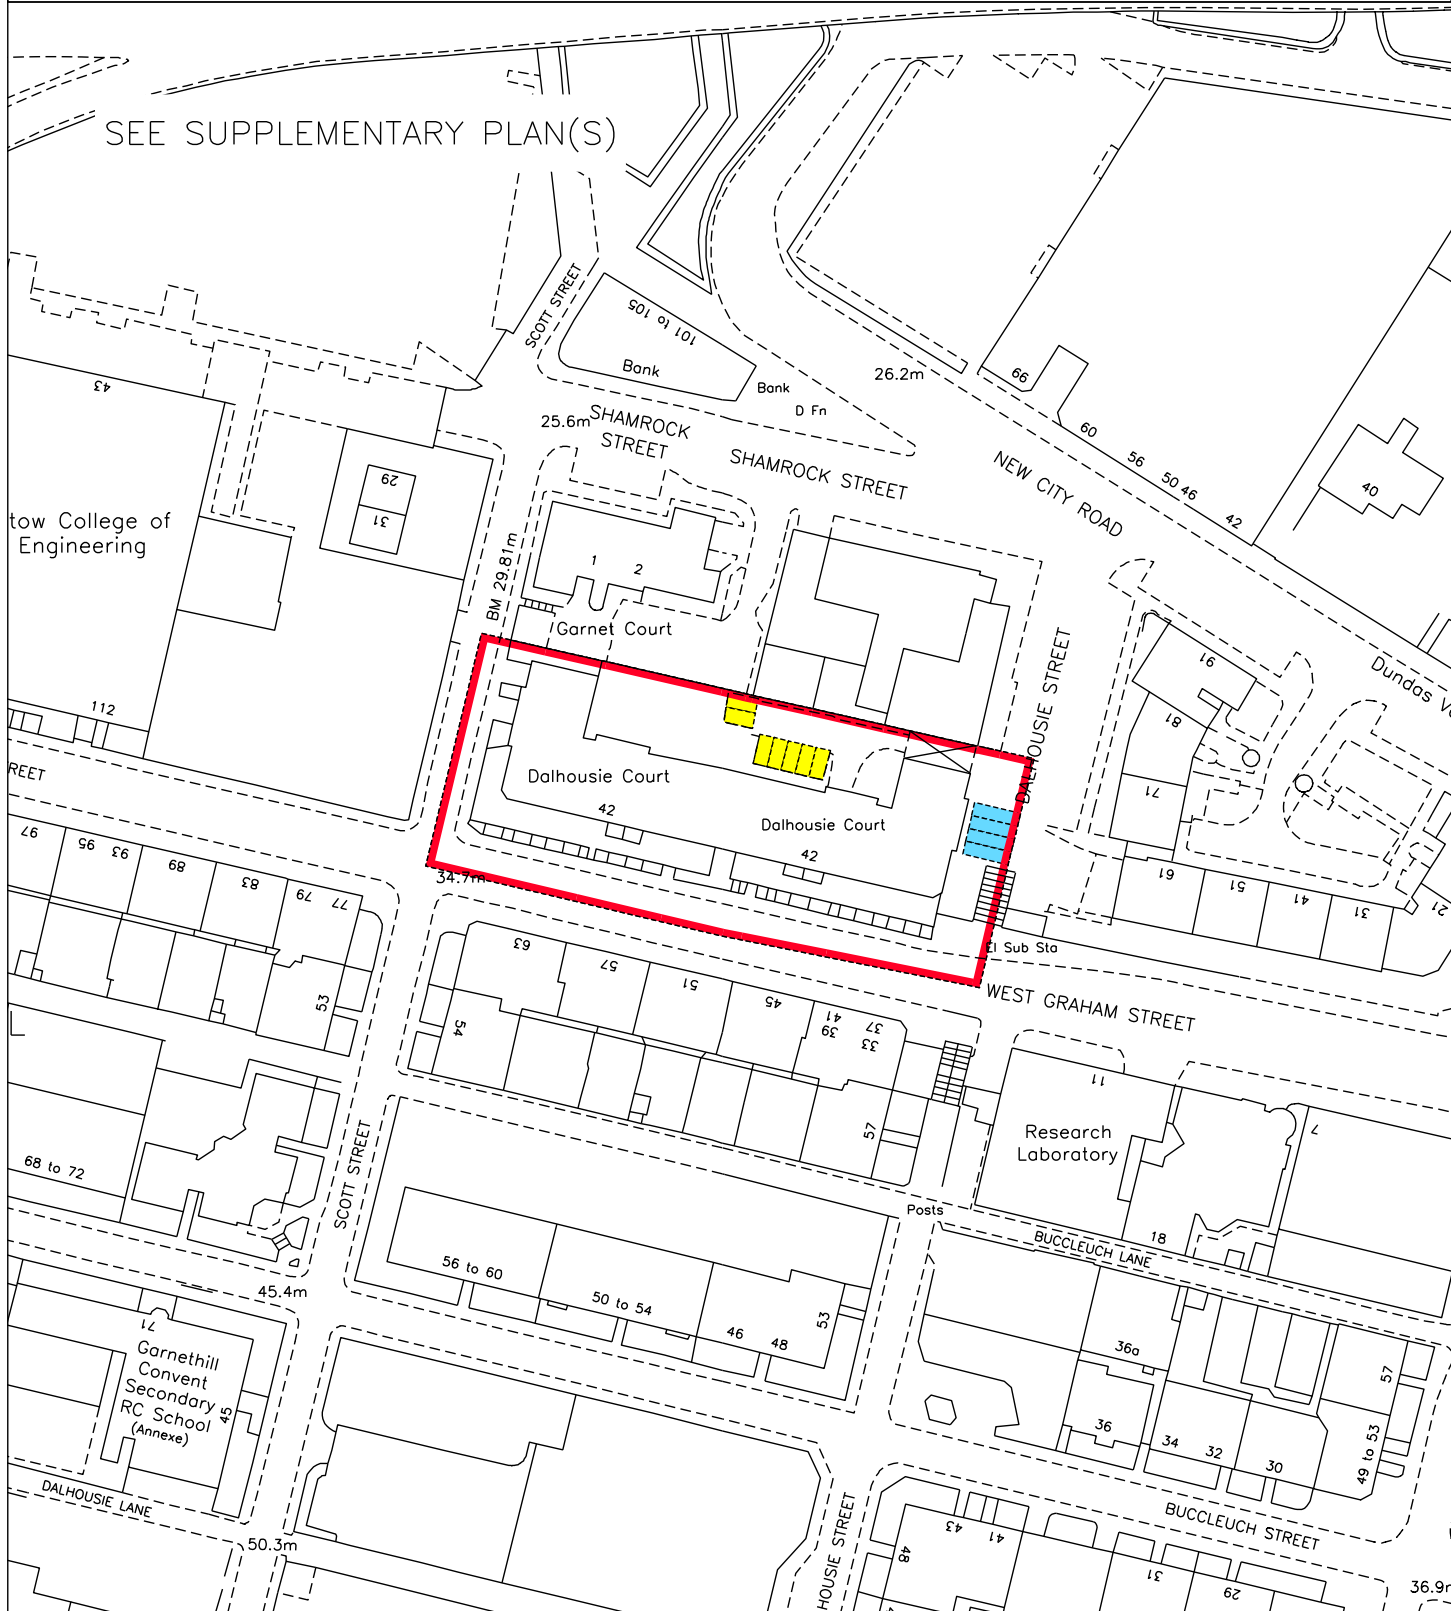 SEE SUPPLEMENTARY PLAN(S)
SCOTT STREET
101 to 105
Bank
Bank
D Fn
26.2m
25.6m
SHAMROCK
STREET
SHAMROCK STREET
NEW CITY ROAD
66
60
56
50 46
42
40
43
29
31
tow College of
Engineering
BM 29.81m
1
2
Garnet Court
DALHOUSIE STREET
Dundas
91
81
71
112
REET
Dalhousie Court
42
Dalhousie Court
42
34.7m
El Sub Sta
WEST GRAHAM STREET
61
51
41
31
21
97
95
93
89
83
79
77
53
63
57
51
45
41
39
37
33
54
57
11
7
Research
Laboratory
18
68 to 72
SCOTT STREET
Posts
BUCCLEUCH LANE
45.4m
56 to 60
50 to 54
46
48
53
71
Garnethill
Convent
Secondary
RC School
(Annexe)
45
36a
36
34
32
30
57
49 to 53
DALHOUSIE LANE
50.3m
HOUSIE STREET
BUCCLEUCH STREET
43
41
48
31
29
36.9m